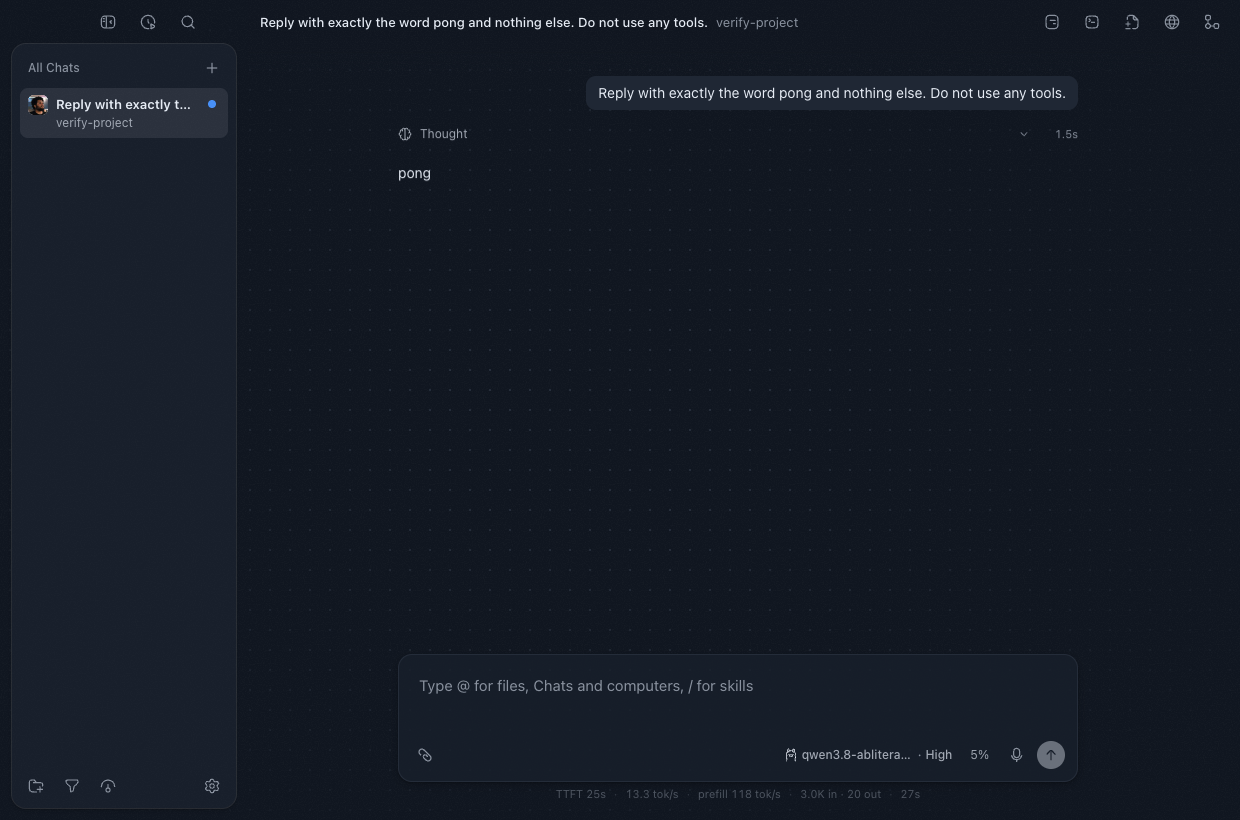 Reply with exactly the word pong and nothing else. Do not use any tools. verify-project
All Chats
Reply with exactly t...
verify-project
Reply with exactly the word pong and nothing else. Do not use any tools.
Thought 1.5s
pong
Type @ for files, Chats and computers, / for skills
qwen3.8-ablitera... · High 5%
TTFT 25s · 13.3 tok/s · prefill 118 tok/s · 3.0K in · 20 out · 27s